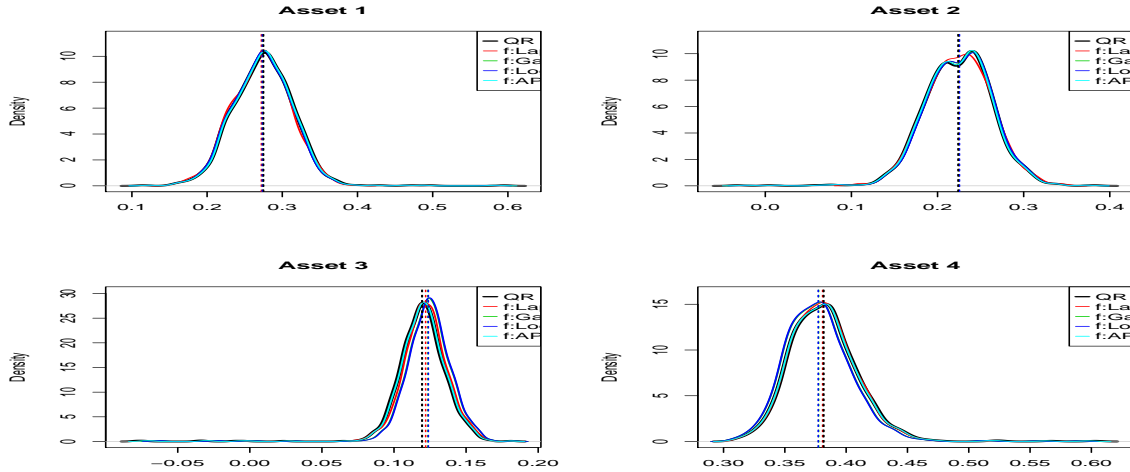 Asset 1
Density
0 2 4 6 8 10
0.1 0.2 0.3 0.4 0.5 0.6
QR
f:La
f:Ga
f:Lo
f:AP
Asset 2
Density
0 2 4 6 8 10
0.0 0.1 0.2 0.3 0.4
QR
f:La
f:Ga
f:Lo
f:AP
Asset 3
Density
0 5 10 15 20 25 30
−0.05 0.00 0.05 0.10 0.15 0.20
QR
f:La
f:Ga
f:Lo
f:AP
Asset 4
Density
0 5 10 15
0.30 0.35 0.40 0.45 0.50 0.55 0.60
QR
f:La
f:Ga
f:Lo
f:AP